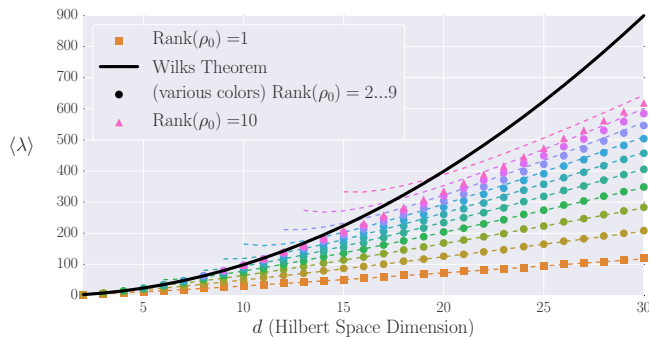 900
800
700
600
500
400
300
200
100
0
⟨λ⟩
Rank(ρ₀) =1
Wilks Theorem
(various colors) Rank(ρ₀) = 2...9
Rank(ρ₀) =10
5 10 15 20 25 30
d (Hilbert Space Dimension)